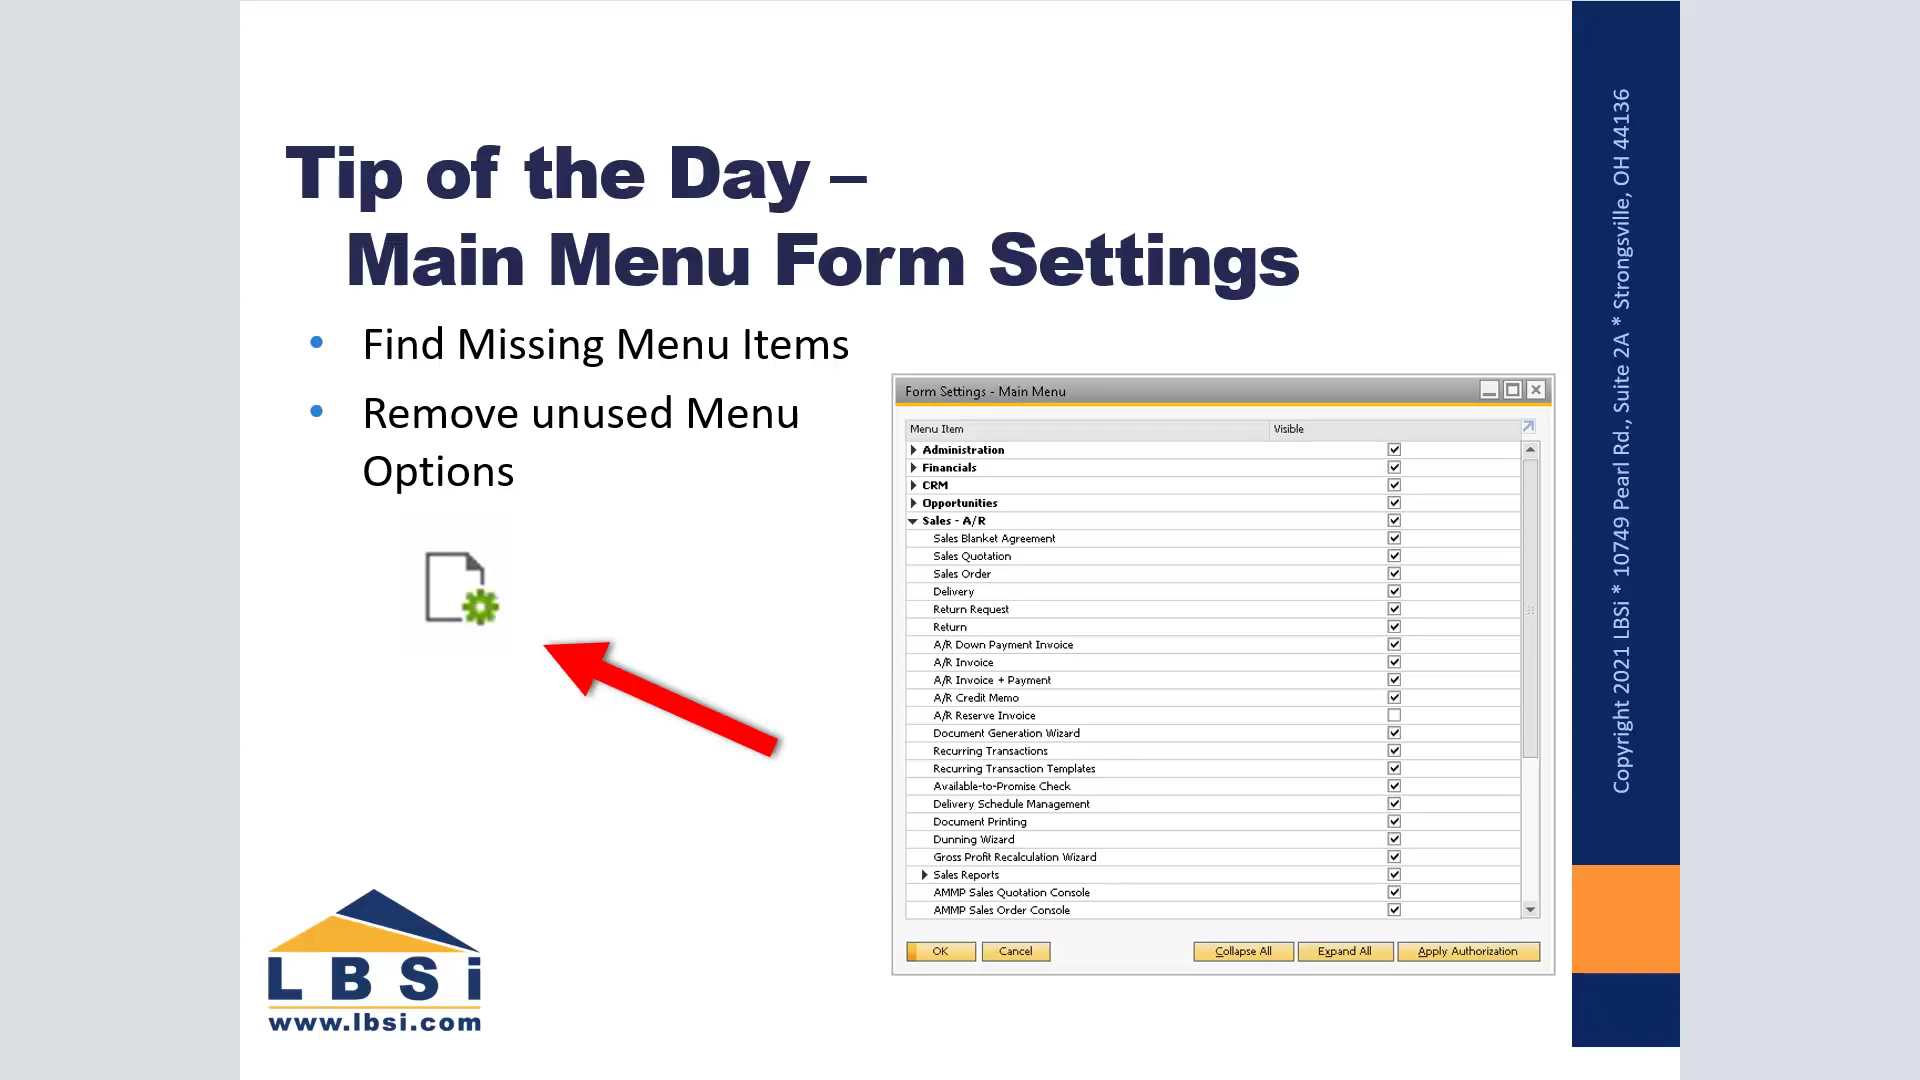 Tip of the Day –
Main Menu Form Settings
• Find Missing Menu Items
• Remove unused Menu
Options
Form Settings - Main Menu
Menu Item Visible
Administration
Financials
CRM
Opportunities
Sales - A/R
Sales Blanket Agreement
Sales Quotation
Sales Order
Delivery
Return Request
Return
A/R Down Payment Invoice
A/R Invoice
A/R Invoice + Payment
A/R Credit Memo
A/R Reserve Invoice
Document Generation Wizard
Recurring Transactions
Recurring Transaction Templates
Available-to-Promise Check
Delivery Schedule Management
Document Printing
Dunning Wizard
Gross Profit Recalculation Wizard
Sales Reports
AMMP Sales Quotation Console
AMMP Sales Order Console
OK Cancel Collapse All Expand All Apply Authorization
LBSi
www.lbsi.com
Copyright 2021 LBSi * 10749 Pearl Rd., Suite 2A * Strongsville, OH 44136